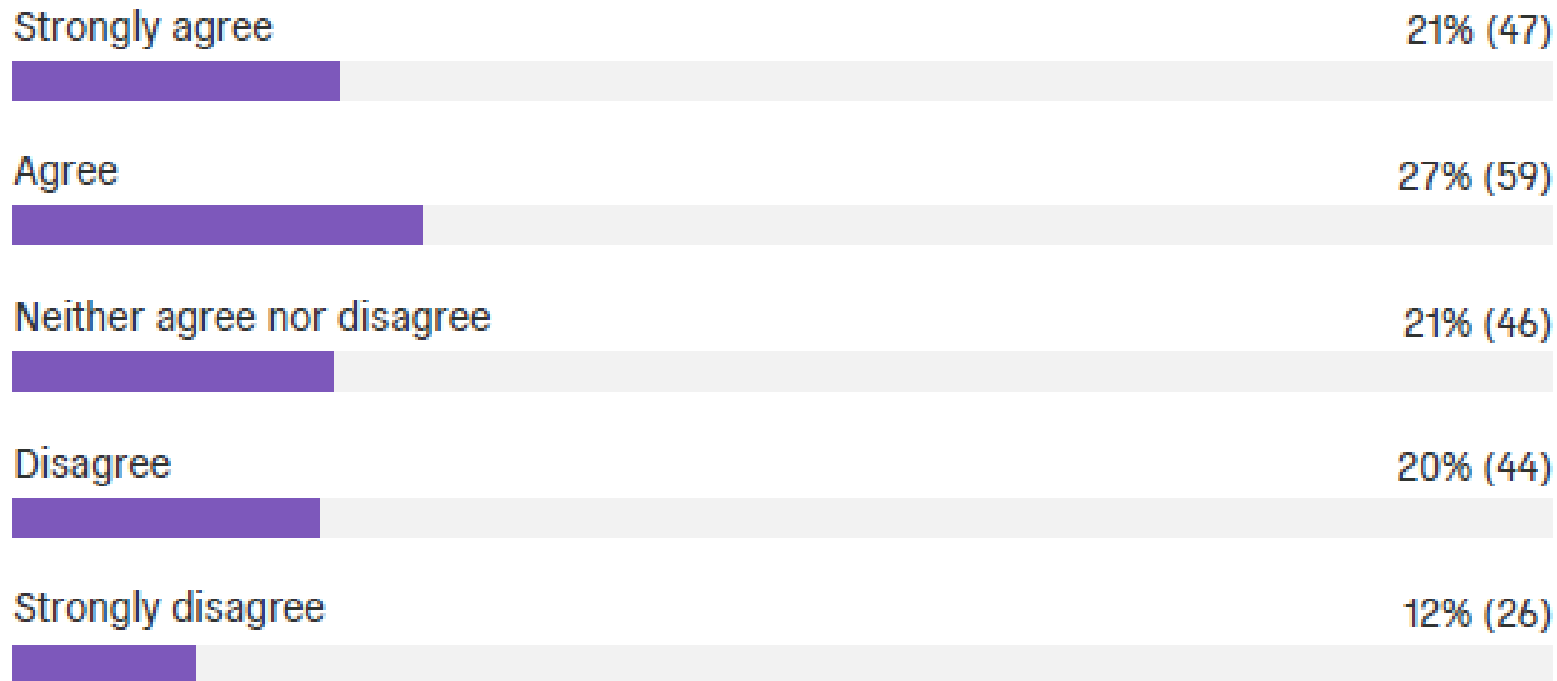 Strongly agree 21% (47)
Agree 27% (59)
Neither agree nor disagree 21% (46)
Disagree 20% (44)
Strongly disagree 12% (26)